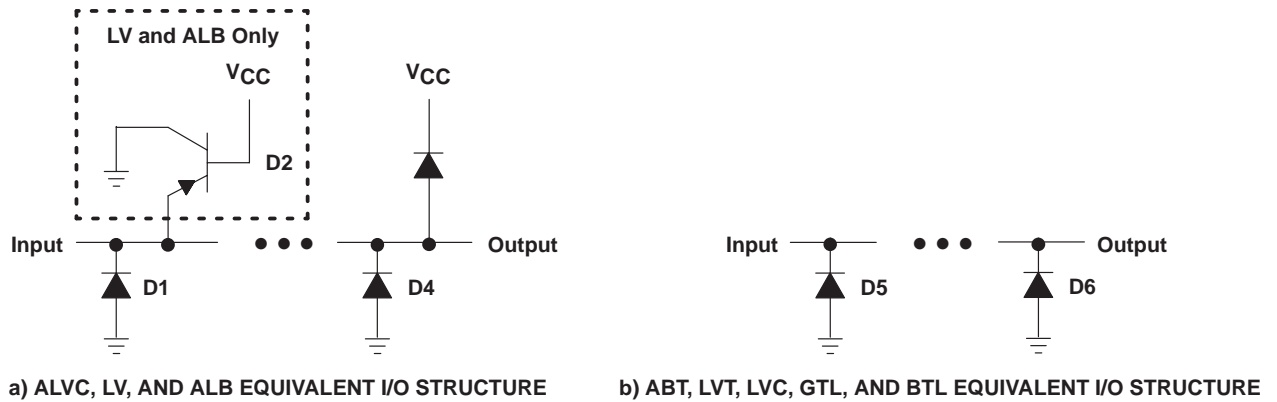 LV and ALB Only
VCC
D2
VCC
Input
Output
D1
D4
Input
Output
D5
D6
a) ALVC, LV, AND ALB EQUIVALENT I/O STRUCTURE
b) ABT, LVT, LVC, GTL, AND BTL EQUIVALENT I/O STRUCTURE